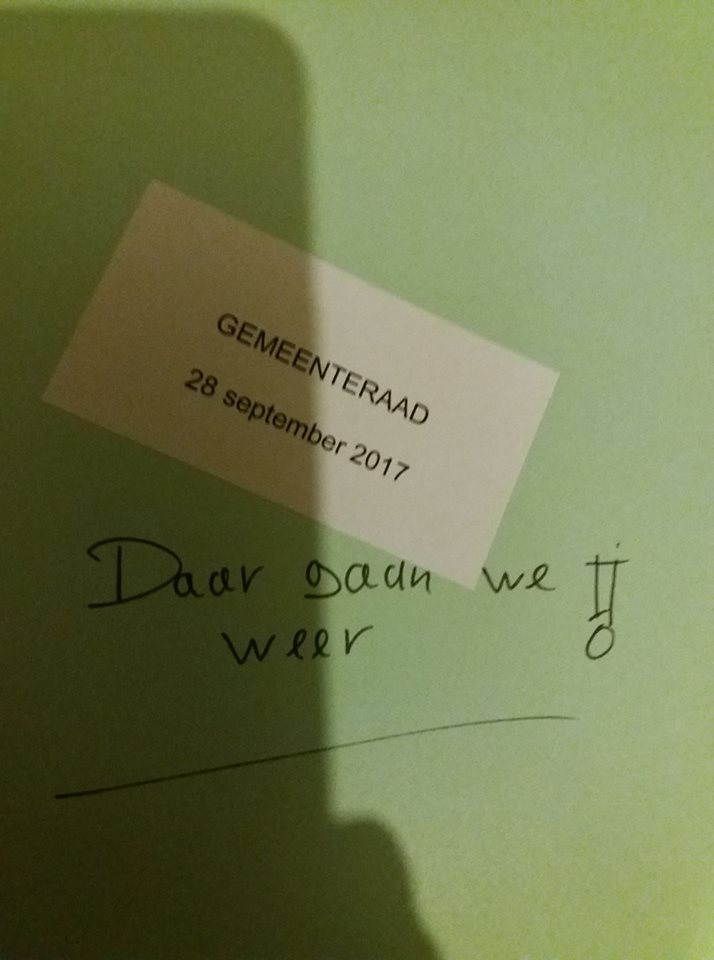 GEMEENTERAAD
28 september 2017
Daar gaan we !
weer